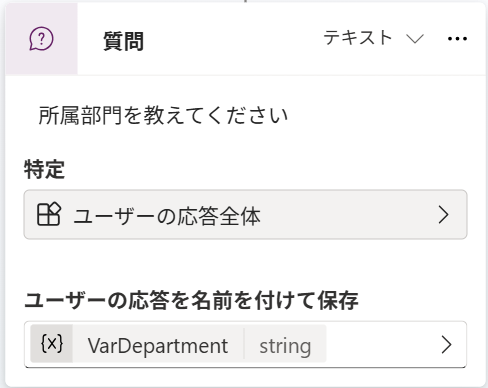 質問
テキスト
所属部門を教えてください
特定
ユーザーの応答全体
ユーザーの応答を名前を付けて保存
{x} VarDepartment string